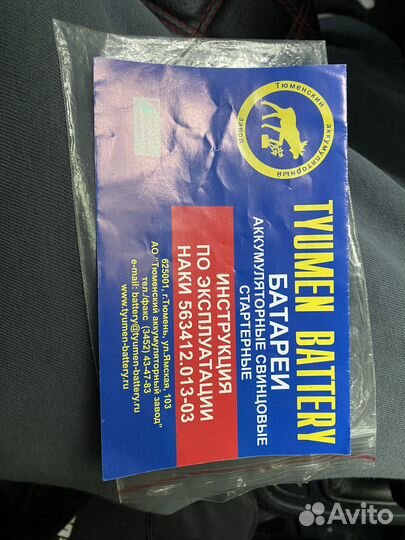 Тюменский аккумуляторный завод
TYUMEN BATTERY
БАТАРЕИ
АККУМУЛЯТОРНЫЕ СВИНЦОВЫЕ
СТАРТЕРНЫЕ
ИНСТРУКЦИЯ
ПО ЭКСПЛУАТАЦИИ
НАКИ 563412.013-03
625001, г.Тюмень, ул.Ямская, 103
АО "Тюменский аккумуляторный завод"
тел./факс (3452) 43-47-83
e-mail: battery@tyumen-battery.ru
www.tyumen-battery.ru
Avito